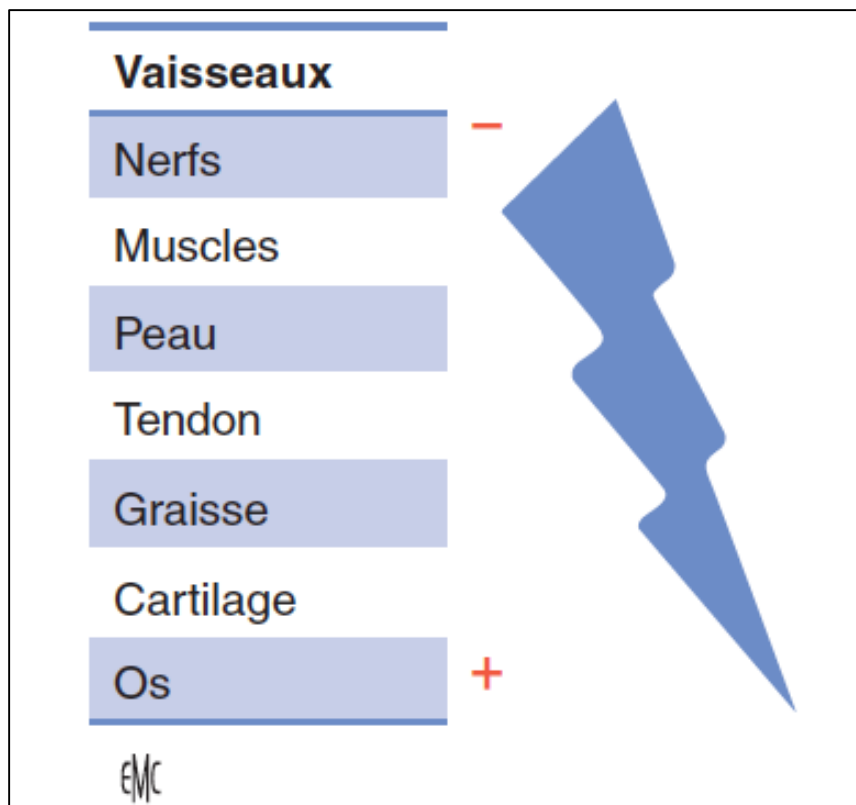 Vaisseaux
−
Nerfs
Muscles
Peau
Tendon
Graisse
Cartilage
Os
+
EMC